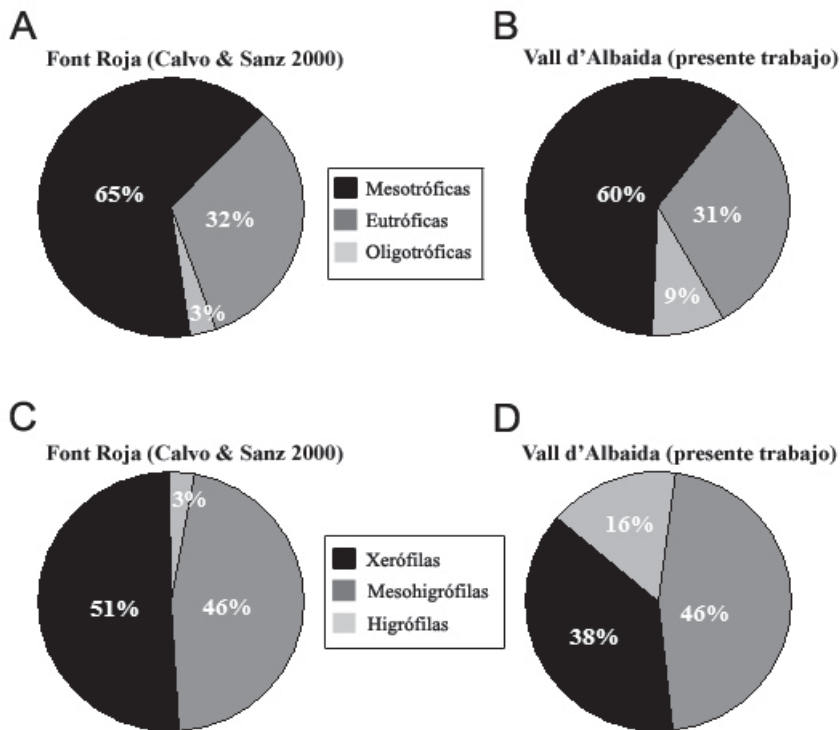 A
Font Roja (Calvo & Sanz 2000)
65%
32%
3%
Mesotróficas
Eutróficas
Oligotróficas
B
Vall d'Albaida (presente trabajo)
60%
31%
9%
C
Font Roja (Calvo & Sanz 2000)
3%
51%
46%
Xerófilas
Mesohigrófilas
Higrófilas
D
Vall d'Albaida (presente trabajo)
16%
46%
38%